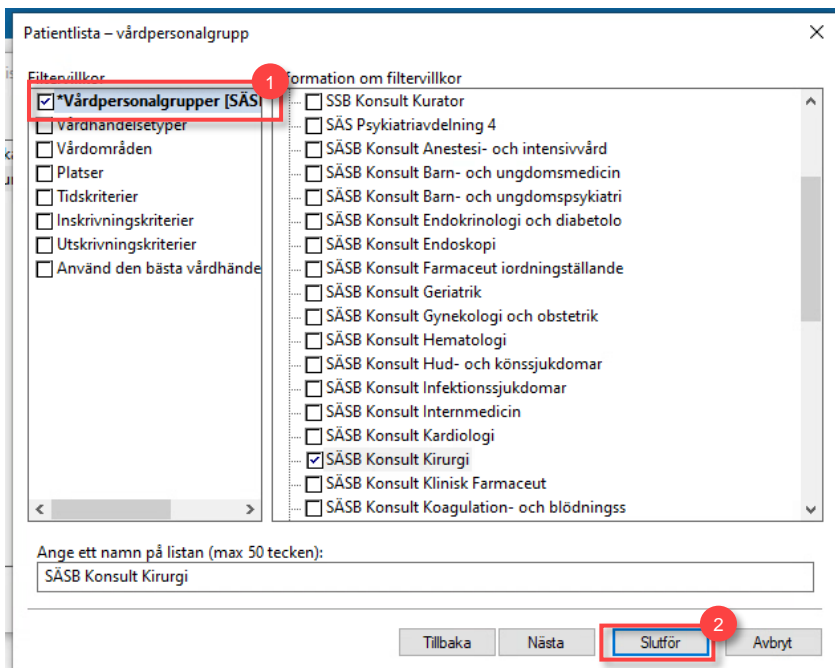 Patientlista – vårdpersonalgrupp
Filtervillkor
1
formation om filtervillkor
*Vårdpersonalgrupper [SÄS
Vårdhändelsetyper
Vårdområden
Platser
Tidskriterier
Inskrivningskriterier
Utskrivningskriterier
Använd den bästa vårdhände
SSB Konsult Kurator
SÄS Psykiatriavdelning 4
SÄSB Konsult Anestesi- och intensivvård
SÄSB Konsult Barn- och ungdomsmedicin
SÄSB Konsult Barn- och ungdomspsykiatri
SÄSB Konsult Endokrinologi och diabetolo
SÄSB Konsult Endoskopi
SÄSB Konsult Farmaceut iordningställande
SÄSB Konsult Geriatrik
SÄSB Konsult Gynekologi och obstetrik
SÄSB Konsult Hematologi
SÄSB Konsult Hud- och könssjukdomar
SÄSB Konsult Infektionssjukdomar
SÄSB Konsult Internmedicin
SÄSB Konsult Kardiologi
SÄSB Konsult Kirurgi
SÄSB Konsult Klinisk Farmaceut
SÄSB Konsult Koagulation- och blödningss
Ange ett namn på listan (max 50 tecken):
SÄSB Konsult Kirurgi
2
Tillbaka
Nästa
Slutför
Avbryt